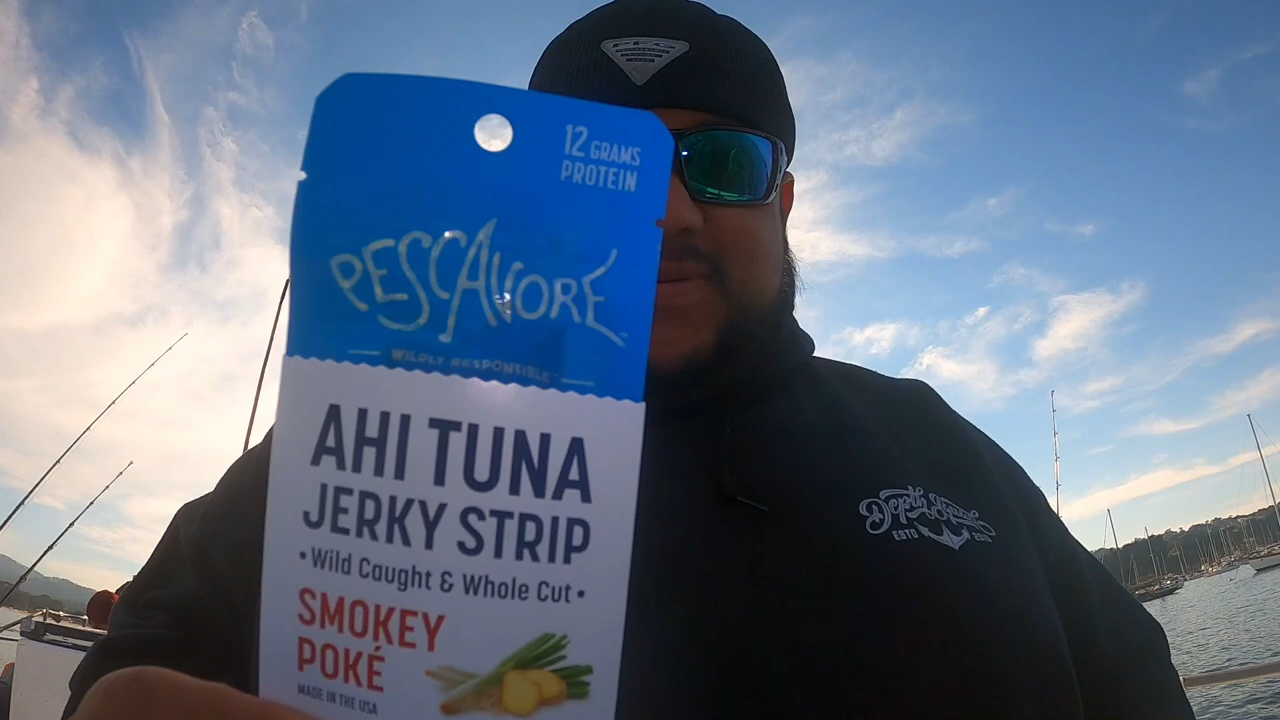 PFG
12 GRAMS
PROTEIN
PESCAVORE
WILDLY RESPONSIBLE
AHI TUNA
JERKY STRIP
• Wild Caught & Whole Cut •
SMOKEY
POKÉ
MADE IN THE USA
ESTD